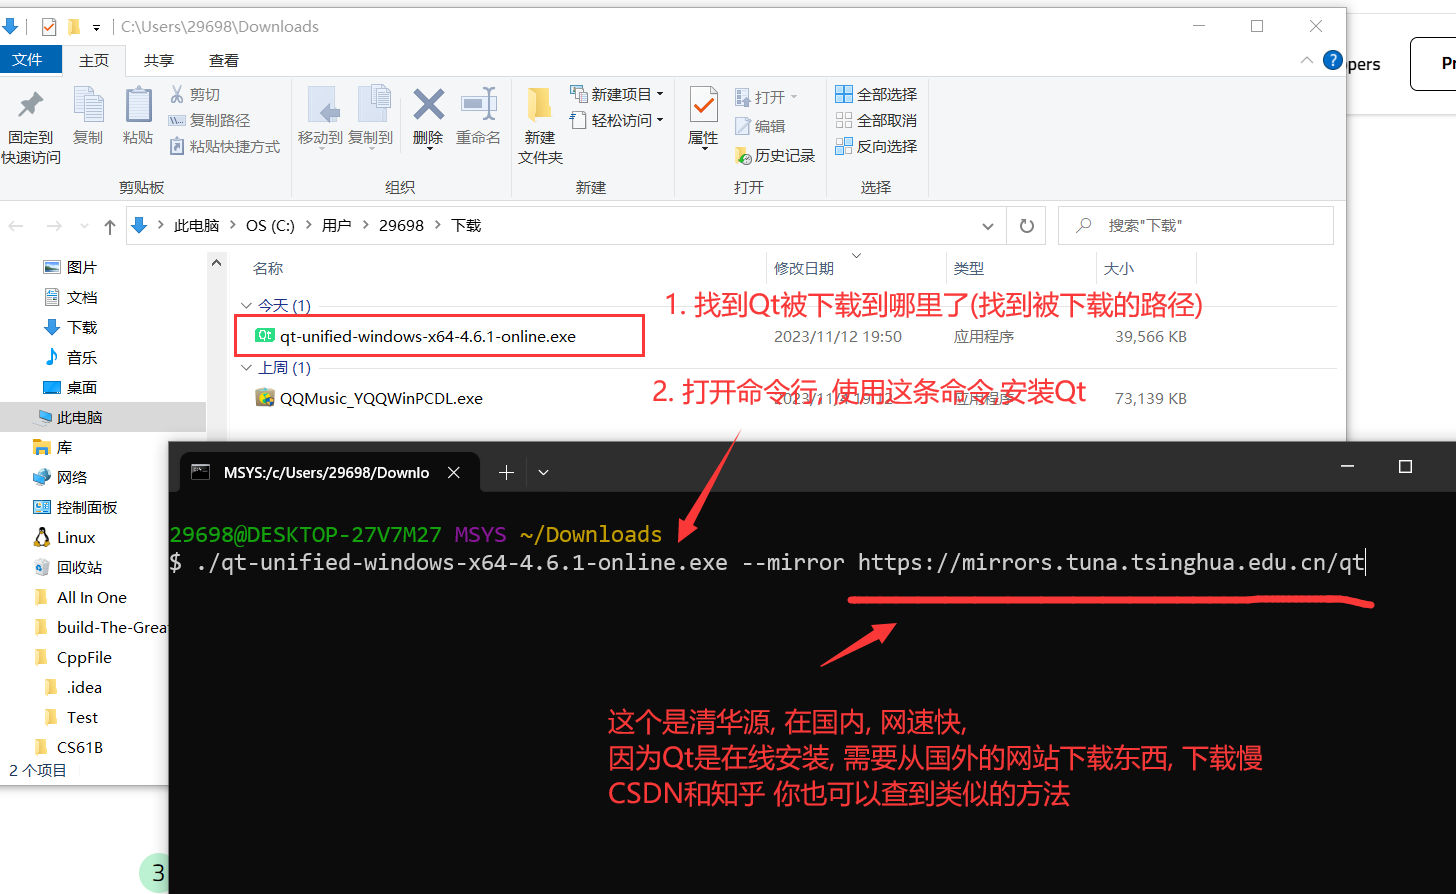 C:\Users\29698\Downloads
文件 主页 共享 查看
pers
Pr
固定到
快速访问
复制
粘贴
剪切
复制路径
粘贴快捷方式
移动到 复制到
删除 重命名
新建
文件夹
新建项目
轻松访问
属性
打开
编辑
历史记录
全部选择
全部取消
反向选择
剪贴板 组织 新建 打开 选择
此电脑 OS (C:) 用户 29698 下载
搜索"下载"
图片
文档
下载
音乐
桌面
此电脑
库
网络
控制面板
Linux
回收站
All In One
build-The-Grea
CppFile
.idea
Test
CS61B
2 个项目
名称 修改日期 类型 大小
今天 (1)
1. 找到Qt被下载到哪里了(找到被下载的路径)
Qt qt-unified-windows-x64-4.6.1-online.exe 2023/11/12 19:50 应用程序 39,566 KB
上周 (1)
2. 打开命令行, 使用这条命令,安装Qt
QQMusic_YQQWinPCDL.exe 应用程序 73,139 KB
MSYS:/c/Users/29698/Downlo
29698@DESKTOP-27V7M27 MSYS ~/Downloads
$ ./qt-unified-windows-x64-4.6.1-online.exe --mirror https://mirrors.tuna.tsinghua.edu.cn/qt
这个是清华源, 在国内, 网速快,
因为Qt是在线安装, 需要从国外的网站下载东西, 下载慢
CSDN和知乎 你也可以查到类似的方法
3